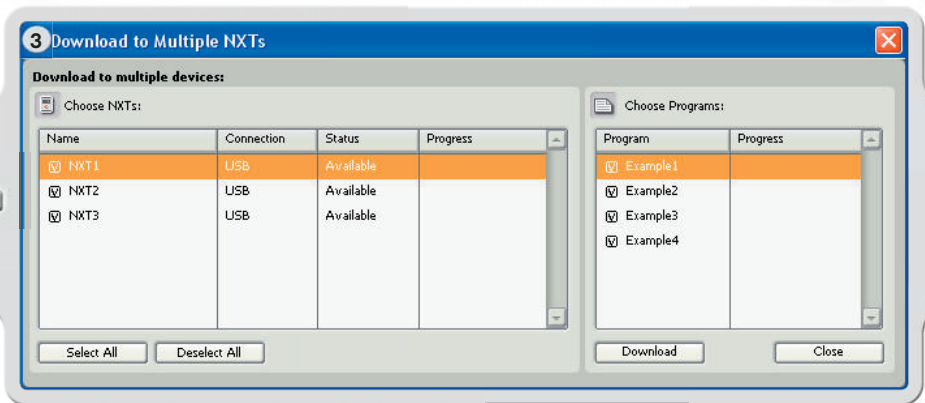 3 Download to Multiple NXTs
Download to multiple devices:
Choose NXTs:
Name Connection Status Progress
NXT1 USB Available
NXT2 USB Available
NXT3 USB Available
Select All Deselect All
Choose Programs:
Program Progress
Example1
Example2
Example3
Example4
Download Close